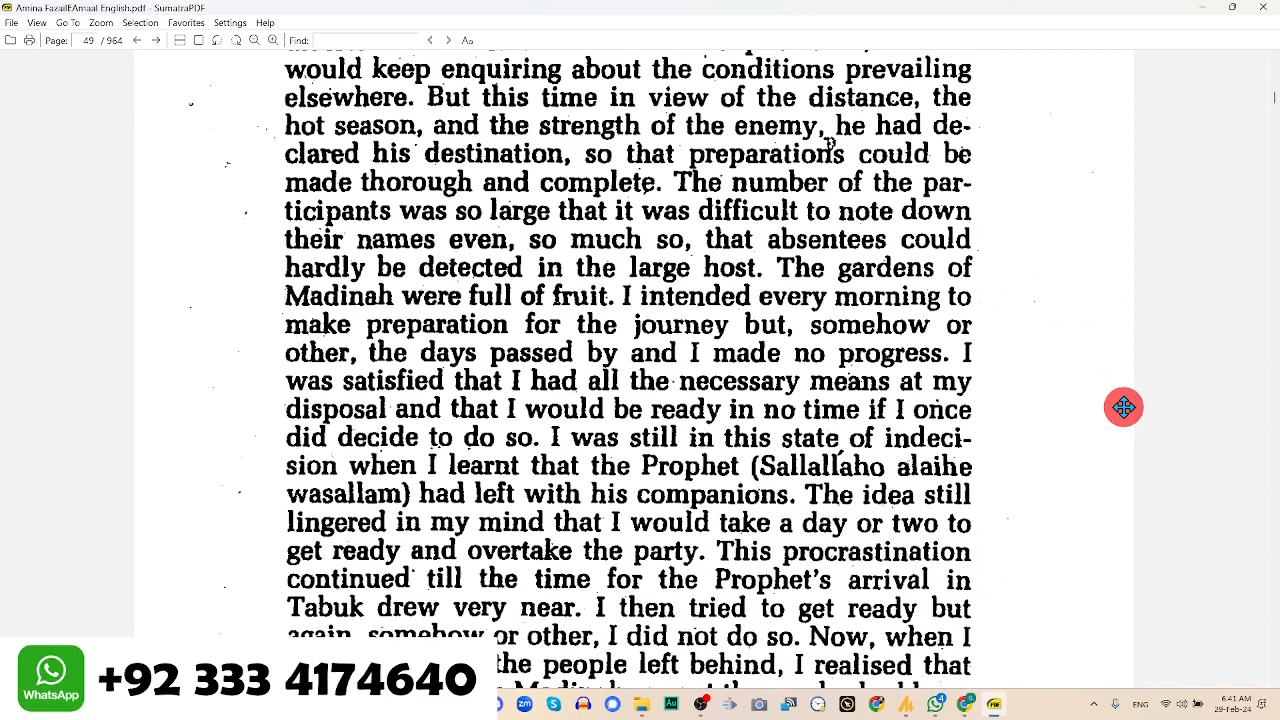 Amina FazailEAmaal English.pdf - SumatraPDF
File View Go To Zoom Selection Favorites Settings Help
Page: 49 / 964 Find: Aa
would keep enquiring about the conditions prevailing
elsewhere. But this time in view of the distance, the
hot season, and the strength of the enemy, he had de-
clared his destination, so that preparations could be
made thorough and complete. The number of the par-
ticipants was so large that it was difficult to note down
their names even, so much so, that absentees could
hardly be detected in the large host. The gardens of
Madinah were full of fruit. I intended every morning to
make preparation for the journey but, somehow or
other, the days passed by and I made no progress. I
was satisfied that I had all the necessary means at my
disposal and that I would be ready in no time if I once
did decide to do so. I was still in this state of indeci-
sion when I learnt that the Prophet (Sallallaho alaihe
wasallam) had left with his companions. The idea still
lingered in my mind that I would take a day or two to
get ready and overtake the party. This procrastination
continued till the time for the Prophet's arrival in
Tabuk drew very near. I then tried to get ready but
again, somehow or other, I did not do so. Now, when I
the people left behind, I realised that
WhatsApp
+92 333 4174640
zm S Au
ENG
6:41 AM
29-Feb-24